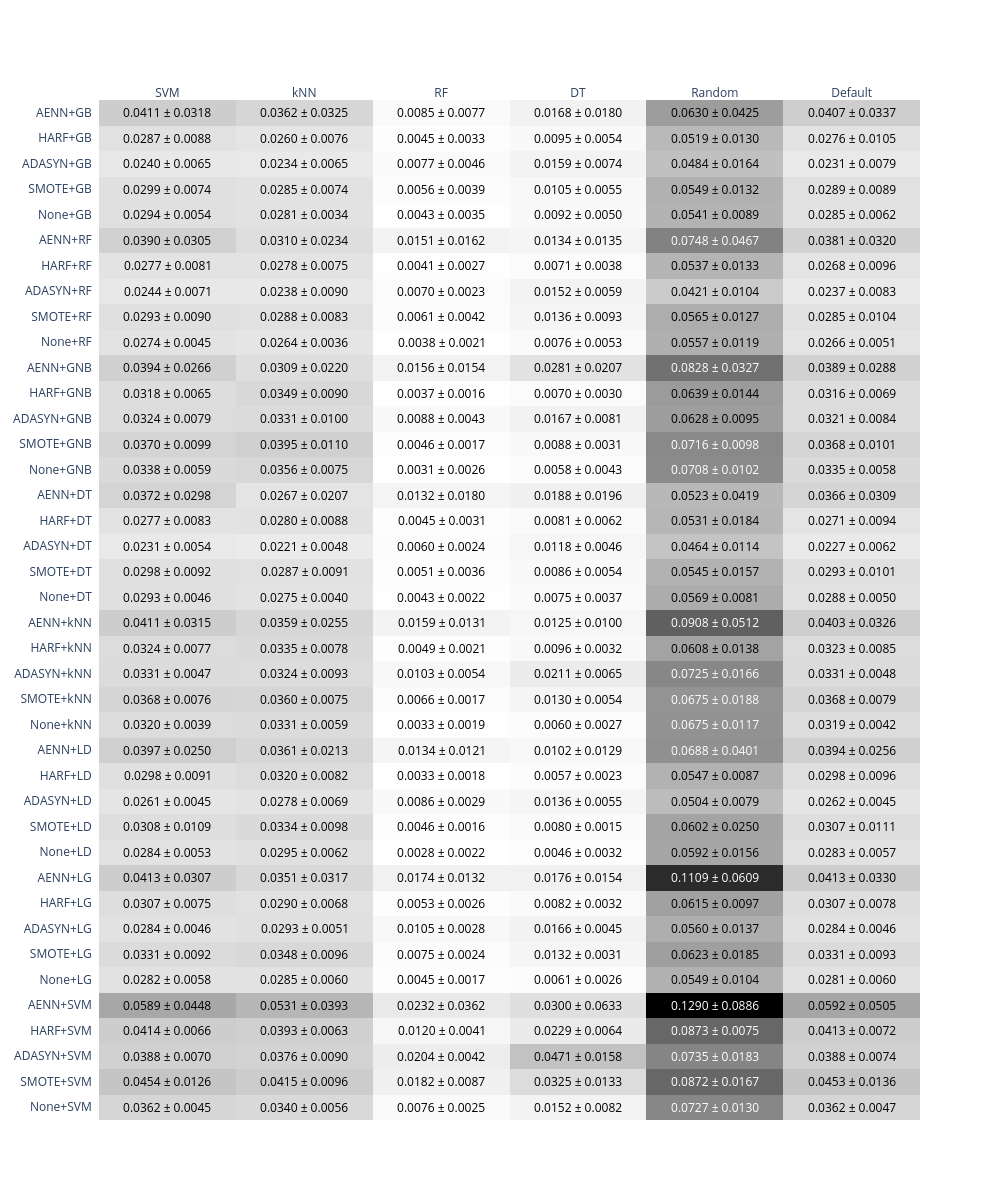 SVM kNN RF DT Random Default
AENN+GB 0.0411 ± 0.0318 0.0362 ± 0.0325 0.0085 ± 0.0077 0.0168 ± 0.0180 0.0630 ± 0.0425 0.0407 ± 0.0337
HARF+GB 0.0287 ± 0.0088 0.0260 ± 0.0076 0.0045 ± 0.0033 0.0095 ± 0.0054 0.0519 ± 0.0130 0.0276 ± 0.0105
ADASYN+GB 0.0240 ± 0.0065 0.0234 ± 0.0065 0.0077 ± 0.0046 0.0159 ± 0.0074 0.0484 ± 0.0164 0.0231 ± 0.0079
SMOTE+GB 0.0299 ± 0.0074 0.0285 ± 0.0074 0.0056 ± 0.0039 0.0105 ± 0.0055 0.0549 ± 0.0132 0.0289 ± 0.0089
None+GB 0.0294 ± 0.0054 0.0281 ± 0.0034 0.0043 ± 0.0035 0.0092 ± 0.0050 0.0541 ± 0.0089 0.0285 ± 0.0062
AENN+RF 0.0390 ± 0.0305 0.0310 ± 0.0234 0.0151 ± 0.0162 0.0134 ± 0.0135 0.0748 ± 0.0467 0.0381 ± 0.0320
HARF+RF 0.0277 ± 0.0081 0.0278 ± 0.0075 0.0041 ± 0.0027 0.0071 ± 0.0038 0.0537 ± 0.0133 0.0268 ± 0.0096
ADASYN+RF 0.0244 ± 0.0071 0.0238 ± 0.0090 0.0070 ± 0.0023 0.0152 ± 0.0059 0.0421 ± 0.0104 0.0237 ± 0.0083
SMOTE+RF 0.0293 ± 0.0090 0.0288 ± 0.0083 0.0061 ± 0.0042 0.0136 ± 0.0093 0.0565 ± 0.0127 0.0285 ± 0.0104
None+RF 0.0274 ± 0.0045 0.0264 ± 0.0036 0.0038 ± 0.0021 0.0076 ± 0.0053 0.0557 ± 0.0119 0.0266 ± 0.0051
AENN+GNB 0.0394 ± 0.0266 0.0309 ± 0.0220 0.0156 ± 0.0154 0.0281 ± 0.0207 0.0828 ± 0.0327 0.0389 ± 0.0288
HARF+GNB 0.0318 ± 0.0065 0.0349 ± 0.0090 0.0037 ± 0.0016 0.0070 ± 0.0030 0.0639 ± 0.0144 0.0316 ± 0.0069
ADASYN+GNB 0.0324 ± 0.0079 0.0331 ± 0.0100 0.0088 ± 0.0043 0.0167 ± 0.0081 0.0628 ± 0.0095 0.0321 ± 0.0084
SMOTE+GNB 0.0370 ± 0.0099 0.0395 ± 0.0110 0.0046 ± 0.0017 0.0088 ± 0.0031 0.0716 ± 0.0098 0.0368 ± 0.0101
None+GNB 0.0338 ± 0.0059 0.0356 ± 0.0075 0.0031 ± 0.0026 0.0058 ± 0.0043 0.0708 ± 0.0102 0.0335 ± 0.0058
AENN+DT 0.0372 ± 0.0298 0.0267 ± 0.0207 0.0132 ± 0.0180 0.0188 ± 0.0196 0.0523 ± 0.0419 0.0366 ± 0.0309
HARF+DT 0.0277 ± 0.0083 0.0280 ± 0.0088 0.0045 ± 0.0031 0.0081 ± 0.0062 0.0531 ± 0.0184 0.0271 ± 0.0094
ADASYN+DT 0.0231 ± 0.0054 0.0221 ± 0.0048 0.0060 ± 0.0024 0.0118 ± 0.0046 0.0464 ± 0.0114 0.0227 ± 0.0062
SMOTE+DT 0.0298 ± 0.0092 0.0287 ± 0.0091 0.0051 ± 0.0036 0.0086 ± 0.0054 0.0545 ± 0.0157 0.0293 ± 0.0101
None+DT 0.0293 ± 0.0046 0.0275 ± 0.0040 0.0043 ± 0.0022 0.0075 ± 0.0037 0.0569 ± 0.0081 0.0288 ± 0.0050
AENN+kNN 0.0411 ± 0.0315 0.0359 ± 0.0255 0.0159 ± 0.0131 0.0125 ± 0.0100 0.0908 ± 0.0512 0.0403 ± 0.0326
HARF+kNN 0.0324 ± 0.0077 0.0335 ± 0.0078 0.0049 ± 0.0021 0.0096 ± 0.0032 0.0608 ± 0.0138 0.0323 ± 0.0085
ADASYN+kNN 0.0331 ± 0.0047 0.0324 ± 0.0093 0.0103 ± 0.0054 0.0211 ± 0.0065 0.0725 ± 0.0166 0.0331 ± 0.0048
SMOTE+kNN 0.0368 ± 0.0076 0.0360 ± 0.0075 0.0066 ± 0.0017 0.0130 ± 0.0054 0.0675 ± 0.0188 0.0368 ± 0.0079
None+kNN 0.0320 ± 0.0039 0.0331 ± 0.0059 0.0033 ± 0.0019 0.0060 ± 0.0027 0.0675 ± 0.0117 0.0319 ± 0.0042
AENN+LD 0.0397 ± 0.0250 0.0361 ± 0.0213 0.0134 ± 0.0121 0.0102 ± 0.0129 0.0688 ± 0.0401 0.0394 ± 0.0256
HARF+LD 0.0298 ± 0.0091 0.0320 ± 0.0082 0.0033 ± 0.0018 0.0057 ± 0.0023 0.0547 ± 0.0087 0.0298 ± 0.0096
ADASYN+LD 0.0261 ± 0.0045 0.0278 ± 0.0069 0.0086 ± 0.0029 0.0136 ± 0.0055 0.0504 ± 0.0079 0.0262 ± 0.0045
SMOTE+LD 0.0308 ± 0.0109 0.0334 ± 0.0098 0.0046 ± 0.0016 0.0080 ± 0.0015 0.0602 ± 0.0250 0.0307 ± 0.0111
None+LD 0.0284 ± 0.0053 0.0295 ± 0.0062 0.0028 ± 0.0022 0.0046 ± 0.0032 0.0592 ± 0.0156 0.0283 ± 0.0057
AENN+LG 0.0413 ± 0.0307 0.0351 ± 0.0317 0.0174 ± 0.0132 0.0176 ± 0.0154 0.1109 ± 0.0609 0.0413 ± 0.0330
HARF+LG 0.0307 ± 0.0075 0.0290 ± 0.0068 0.0053 ± 0.0026 0.0082 ± 0.0032 0.0615 ± 0.0097 0.0307 ± 0.0078
ADASYN+LG 0.0284 ± 0.0046 0.0293 ± 0.0051 0.0105 ± 0.0028 0.0166 ± 0.0045 0.0560 ± 0.0137 0.0284 ± 0.0046
SMOTE+LG 0.0331 ± 0.0092 0.0348 ± 0.0096 0.0075 ± 0.0024 0.0132 ± 0.0031 0.0623 ± 0.0185 0.0331 ± 0.0093
None+LG 0.0282 ± 0.0058 0.0285 ± 0.0060 0.0045 ± 0.0017 0.0061 ± 0.0026 0.0549 ± 0.0104 0.0281 ± 0.0060
AENN+SVM 0.0589 ± 0.0448 0.0531 ± 0.0393 0.0232 ± 0.0362 0.0300 ± 0.0633 0.1290 ± 0.0886 0.0592 ± 0.0505
HARF+SVM 0.0414 ± 0.0066 0.0393 ± 0.0063 0.0120 ± 0.0041 0.0229 ± 0.0064 0.0873 ± 0.0075 0.0413 ± 0.0072
ADASYN+SVM 0.0388 ± 0.0070 0.0376 ± 0.0090 0.0204 ± 0.0042 0.0471 ± 0.0158 0.0735 ± 0.0183 0.0388 ± 0.0074
SMOTE+SVM 0.0454 ± 0.0126 0.0415 ± 0.0096 0.0182 ± 0.0087 0.0325 ± 0.0133 0.0872 ± 0.0167 0.0453 ± 0.0136
None+SVM 0.0362 ± 0.0045 0.0340 ± 0.0056 0.0076 ± 0.0025 0.0152 ± 0.0082 0.0727 ± 0.0130 0.0362 ± 0.0047